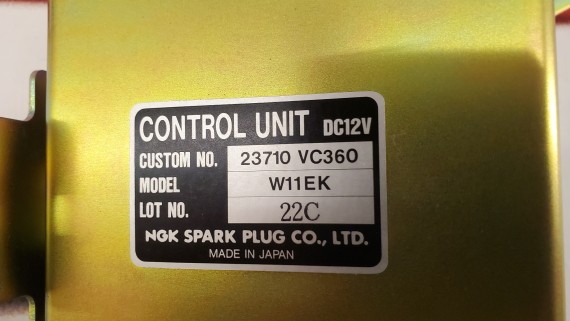 CONTROL UNIT DC12V
CUSTOM NO. 23710 VC360
MODEL W11EK
LOT NO. 22C
NGK SPARK PLUG CO., LTD.
MADE IN JAPAN